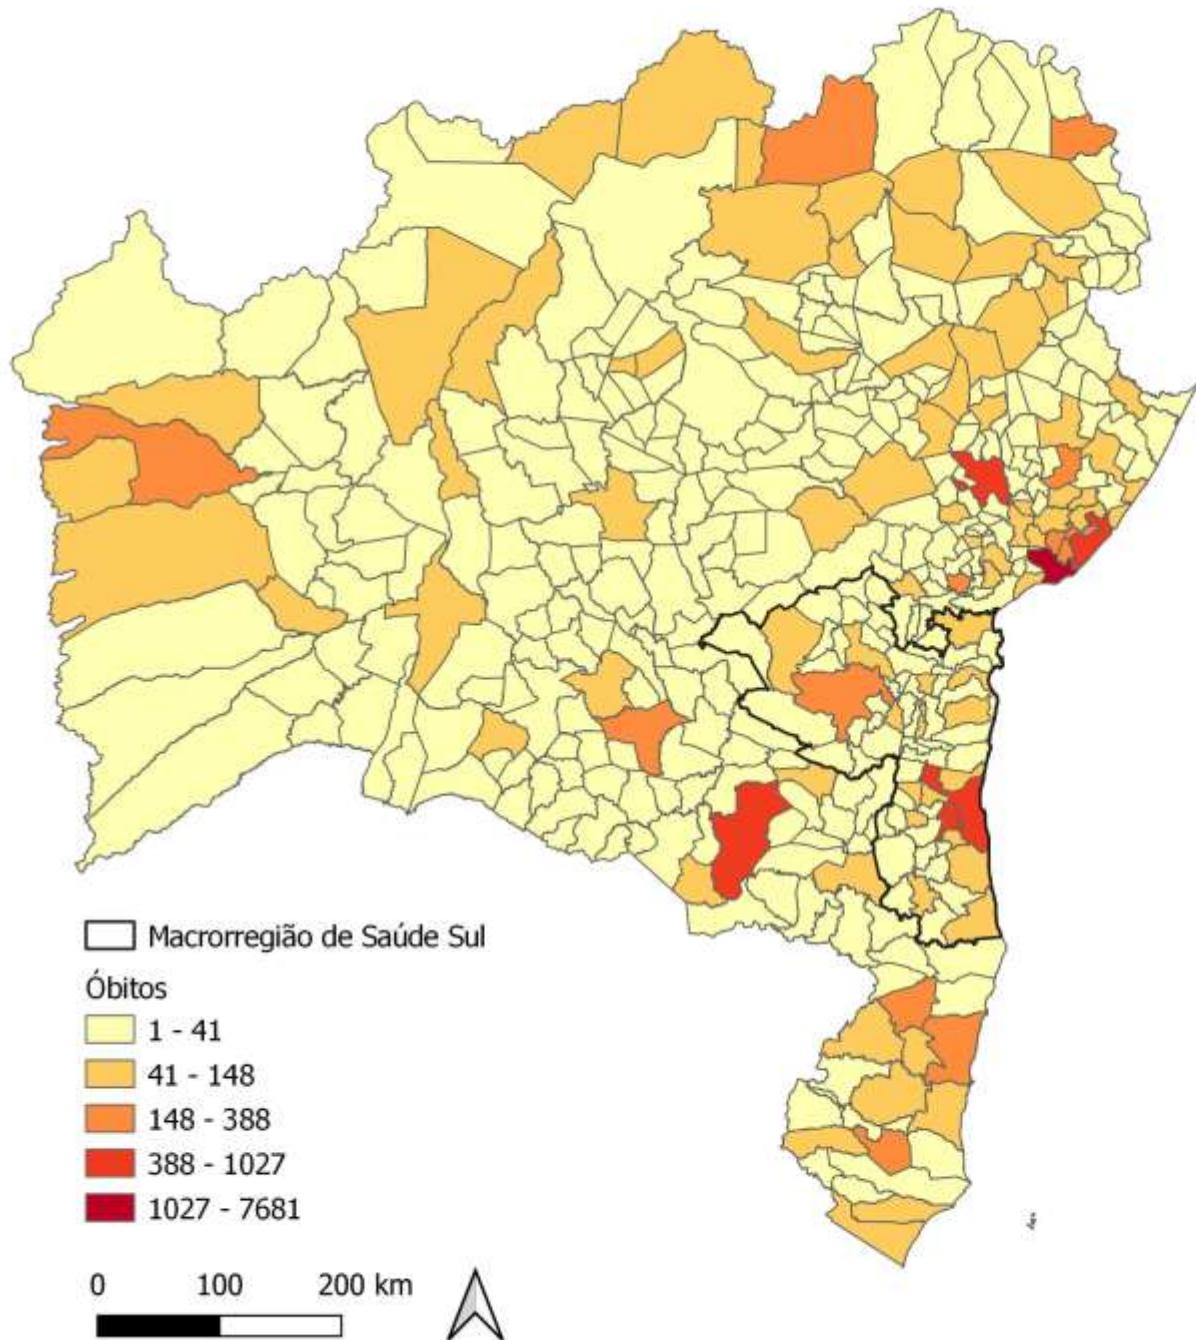 Macrorregião de Saúde Sul
Óbitos
1 - 41
41 - 148
148 - 388
388 - 1027
1027 - 7681
0 100 200 km